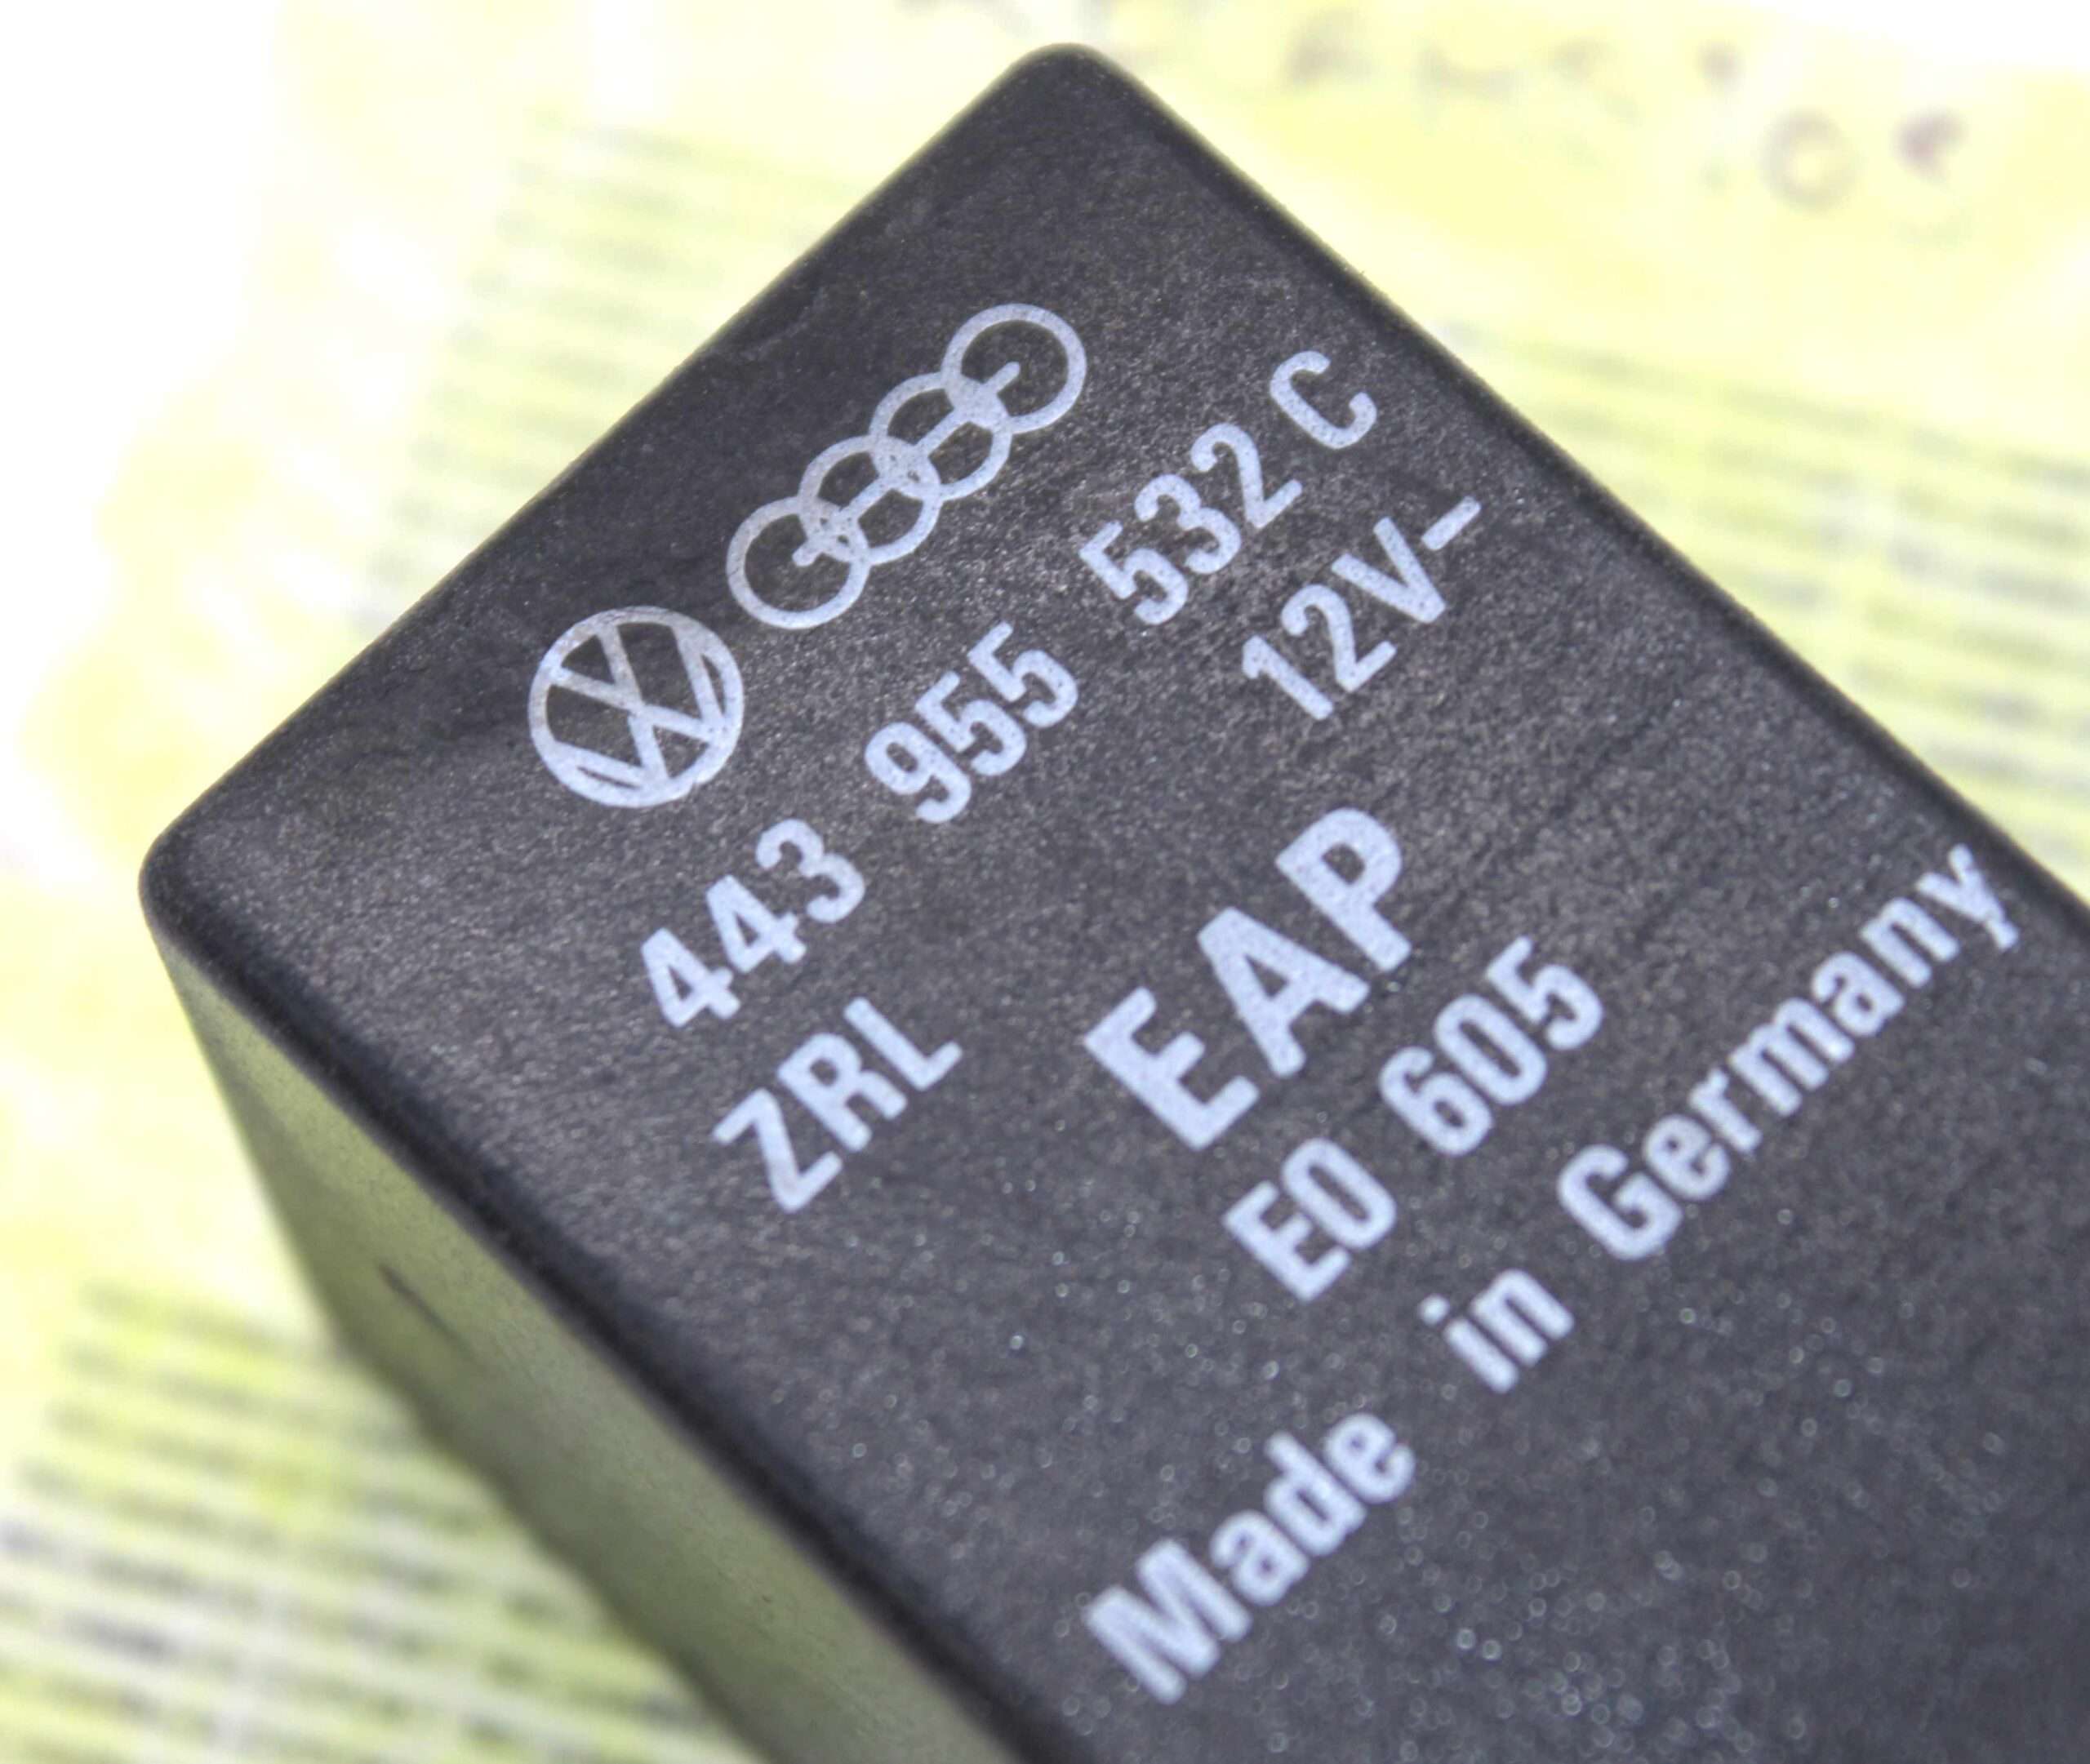 443 955 532 C
ZRL 12V-
EAP
E0 605
Made in Germany